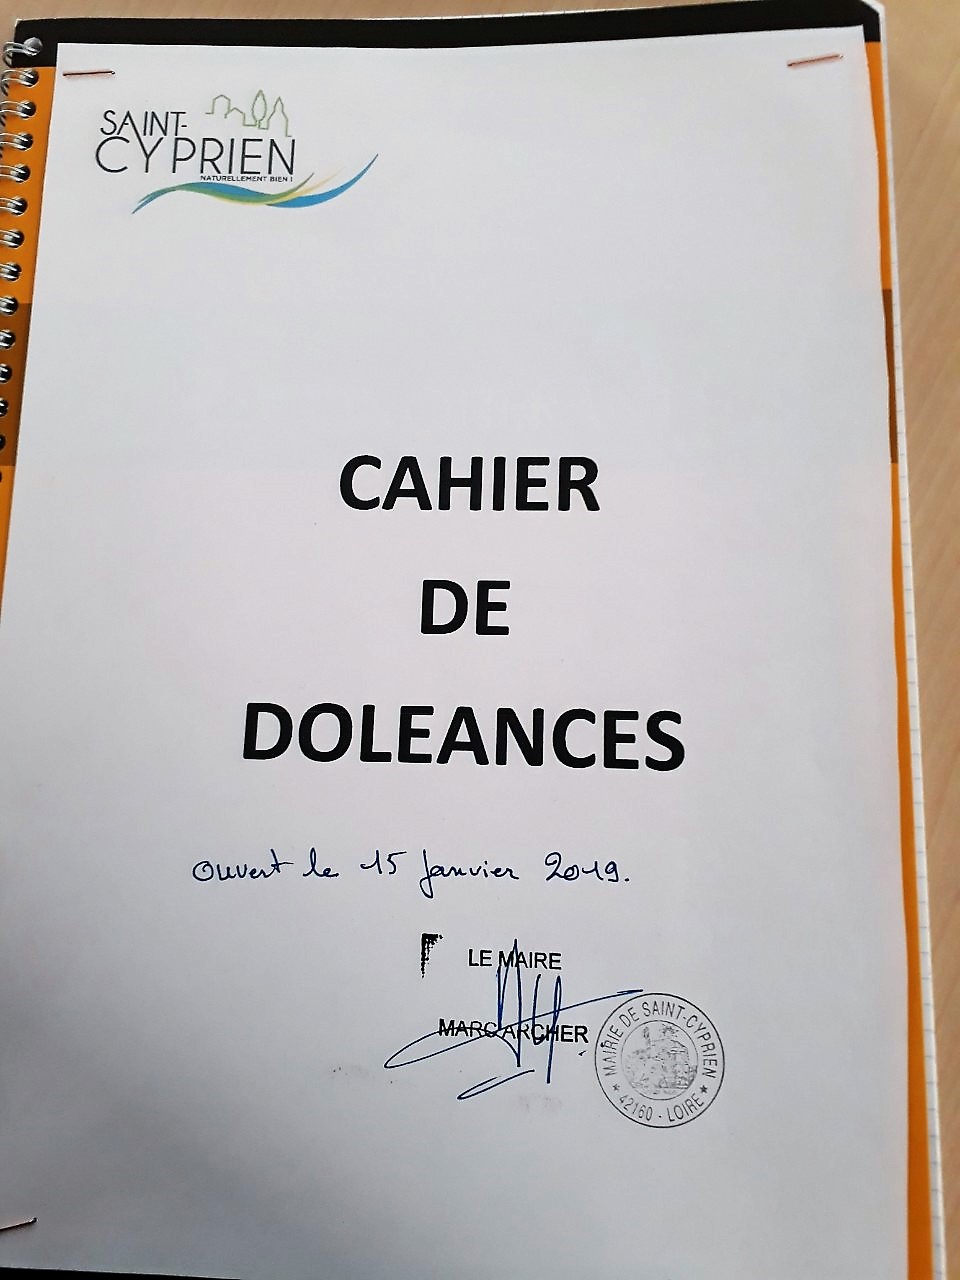 SAINT-
CYPRIEN
NATURELLEMENT BIEN !
CAHIER
DE
DOLEANCES
Ouvert le 15 Janvier 2019.
LE MAIRE
MARC ARCHER
MAIRIE DE SAINT-CYPRIEN
★ 42160 - LOIRE ★